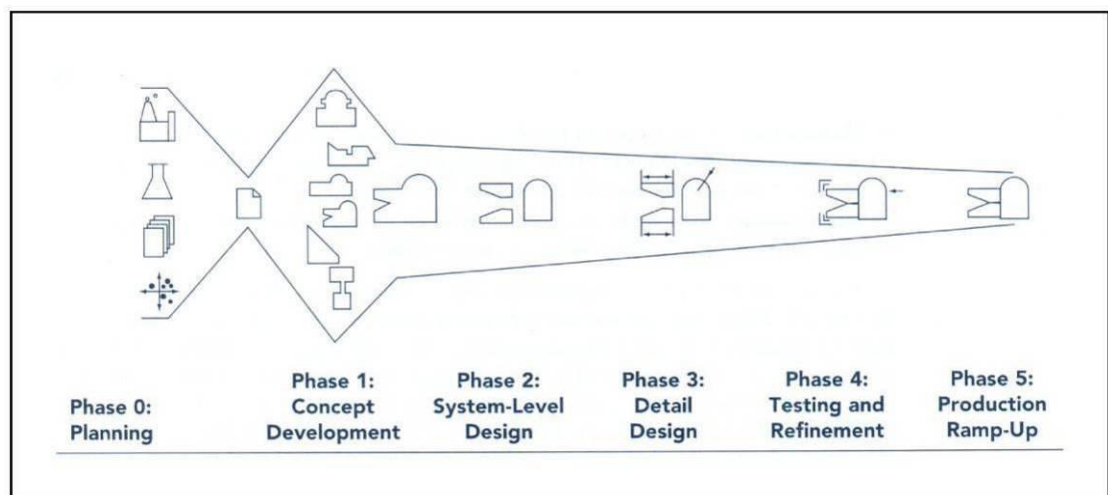 Phase 0:
Planning
Phase 1:
Concept
Development
Phase 2:
System-Level
Design
Phase 3:
Detail
Design
Phase 4:
Testing and
Refinement
Phase 5:
Production
Ramp-Up